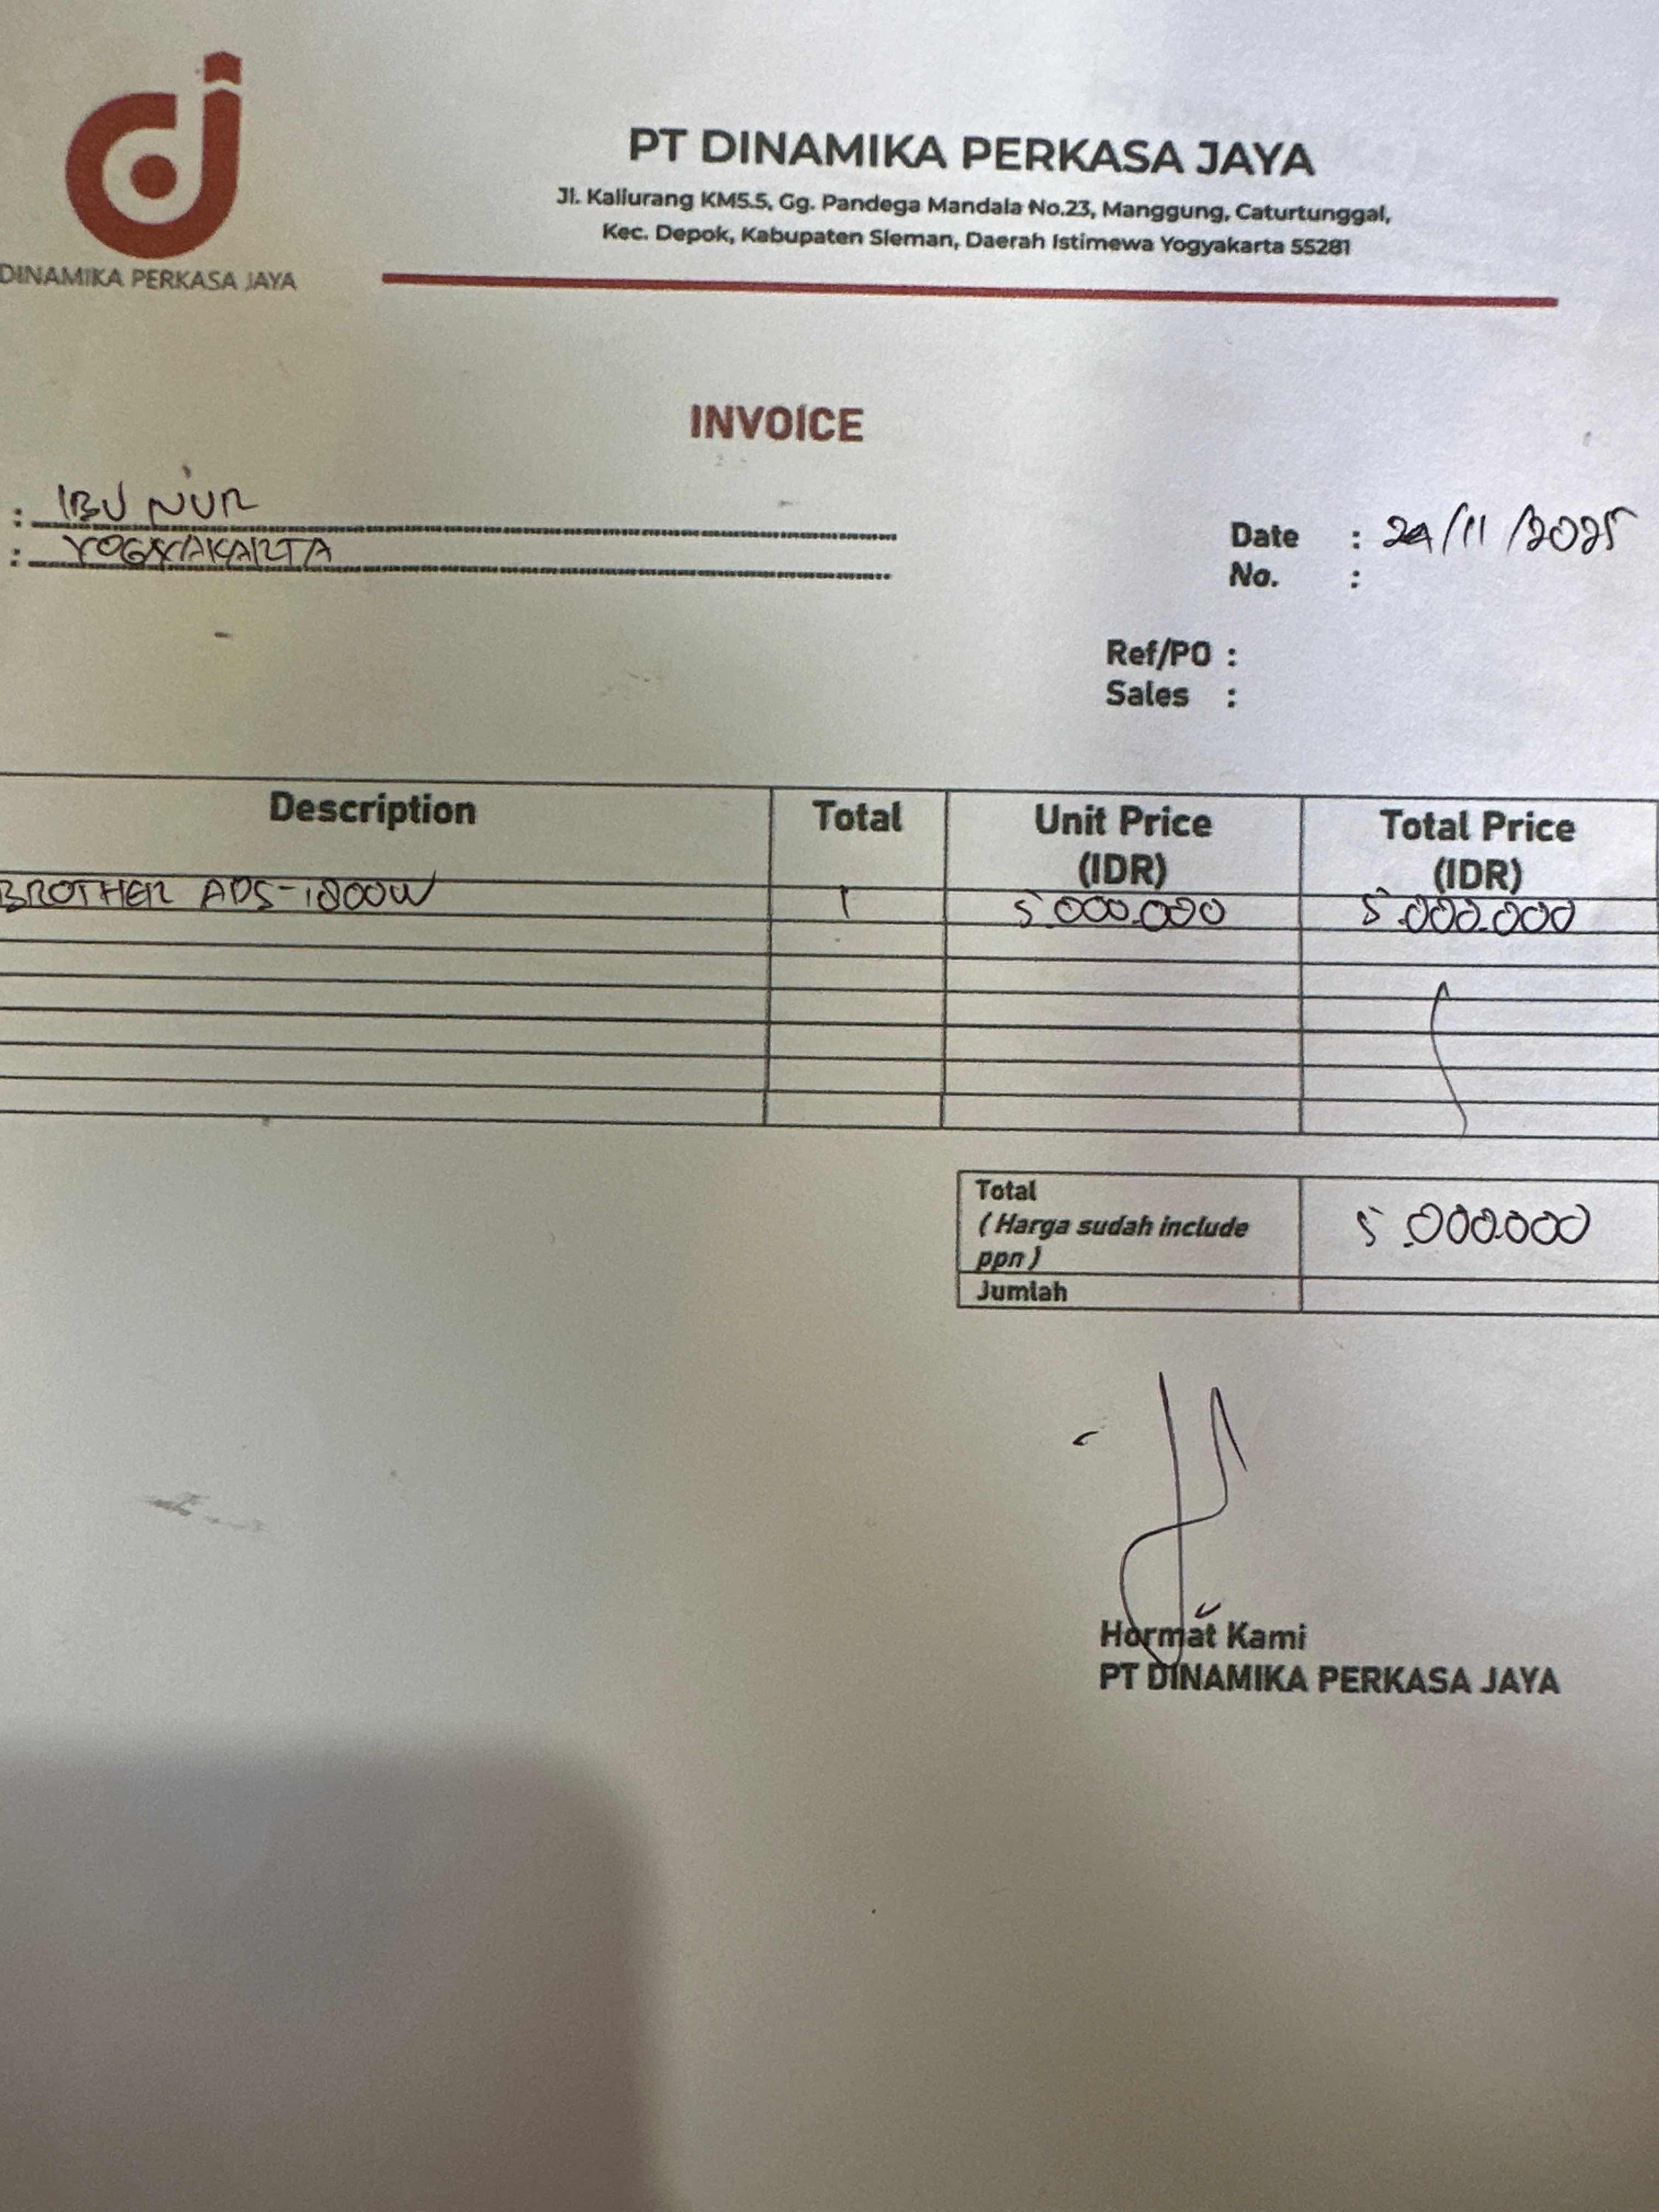 DINAMIKA PERKASA JAYA
PT DINAMIKA PERKASA JAYA
Jl. Kaliurang KM5.5, Gg. Pandega Mandala No.23, Manggung, Caturtunggal,
Kec. Depok, Kabupaten Sleman, Daerah Istimewa Yogyakarta 55281
INVOICE
: IBU NUR
: YOGYAKARTA
Date : 24/11/2025
No. :
Ref/PO :
Sales :
Description Total Unit Price (IDR) Total Price (IDR)
BROTHER ADS-1800W 1 5.000.000 5.000.000
Total
( Harga sudah include 5.000.000
ppn )
Jumlah
Hormat Kami
PT DINAMIKA PERKASA JAYA